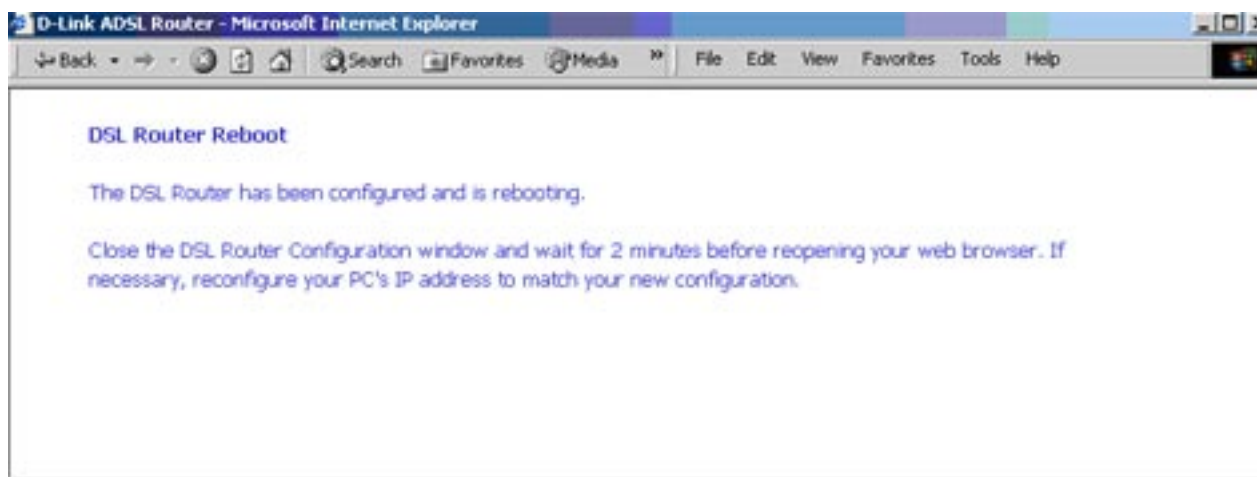 D-Link ADSL Router - Microsoft Internet Explorer
Back Search Favorites Media » File Edit View Favorites Tools Help
DSL Router Reboot
The DSL Router has been configured and is rebooting.
Close the DSL Router Configuration window and wait for 2 minutes before reopening your web browser. If
necessary, reconfigure your PC's IP address to match your new configuration.